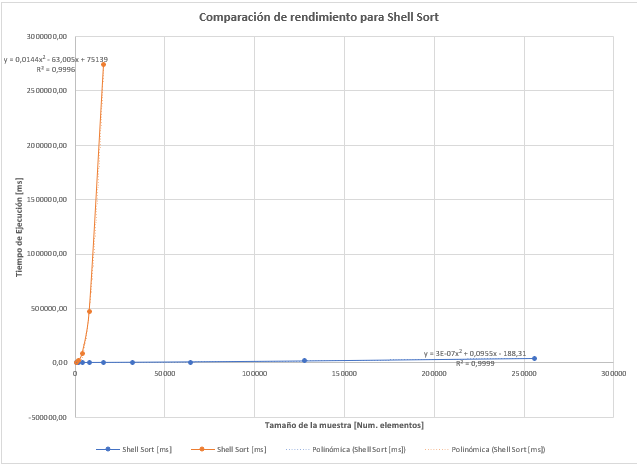 Comparación de rendimiento para Shell Sort
3000000,00
y = 0,0144x² - 63,005x + 75139
R² = 0,9996
2500000,00
2000000,00
1500000,00
1000000,00
500000,00
0,00
-500000,00
Tiempo de Ejecución [ms]
y = 3E-07x² + 0,0955x - 188,31
R² = 0,9999
0 50000 100000 150000 200000 250000 300000
Tamaño de la muestra [Num. elementos]
Shell Sort [ms] Shell Sort [ms] Polinómica (Shell Sort [ms]) Polinómica (Shell Sort [ms])